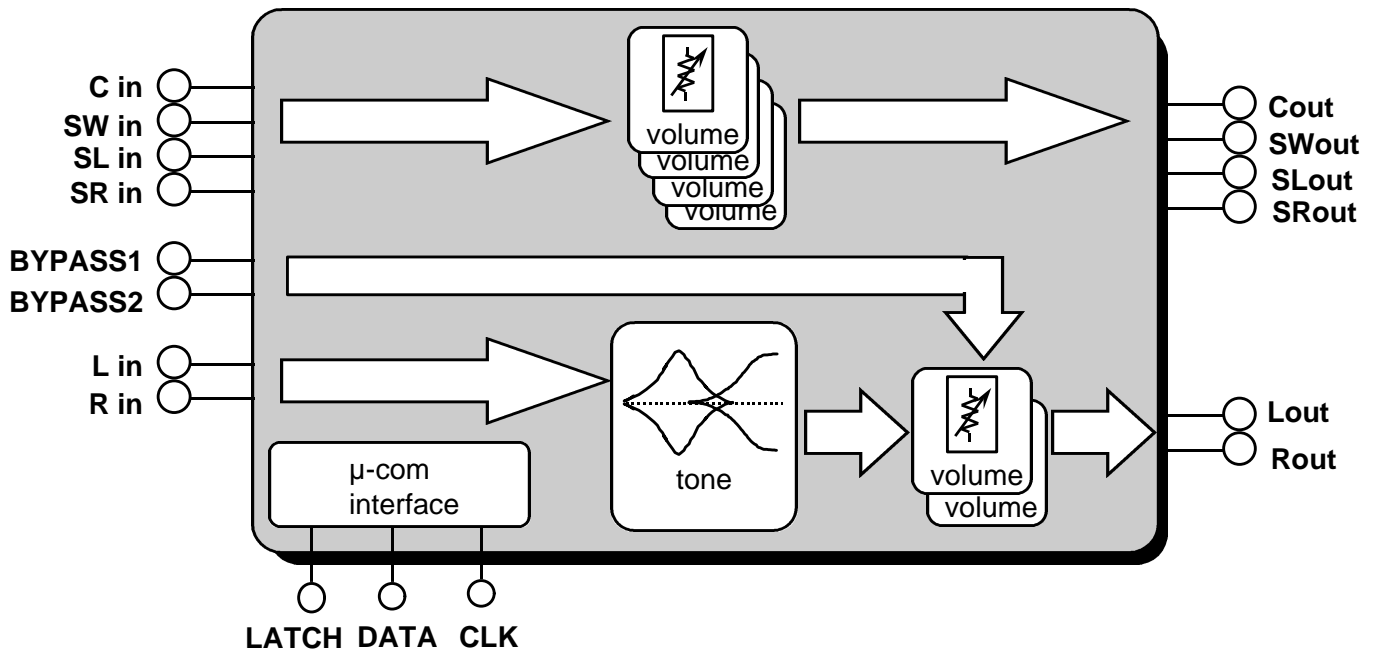 C in
SW in
SL in
SR in
volume
volume
volume
volume
Cout
SWout
SLout
SRout
BYPASS1
BYPASS2
L in
R in
tone
volume
volume
Lout
Rout
µ-com
interface
LATCH DATA CLK